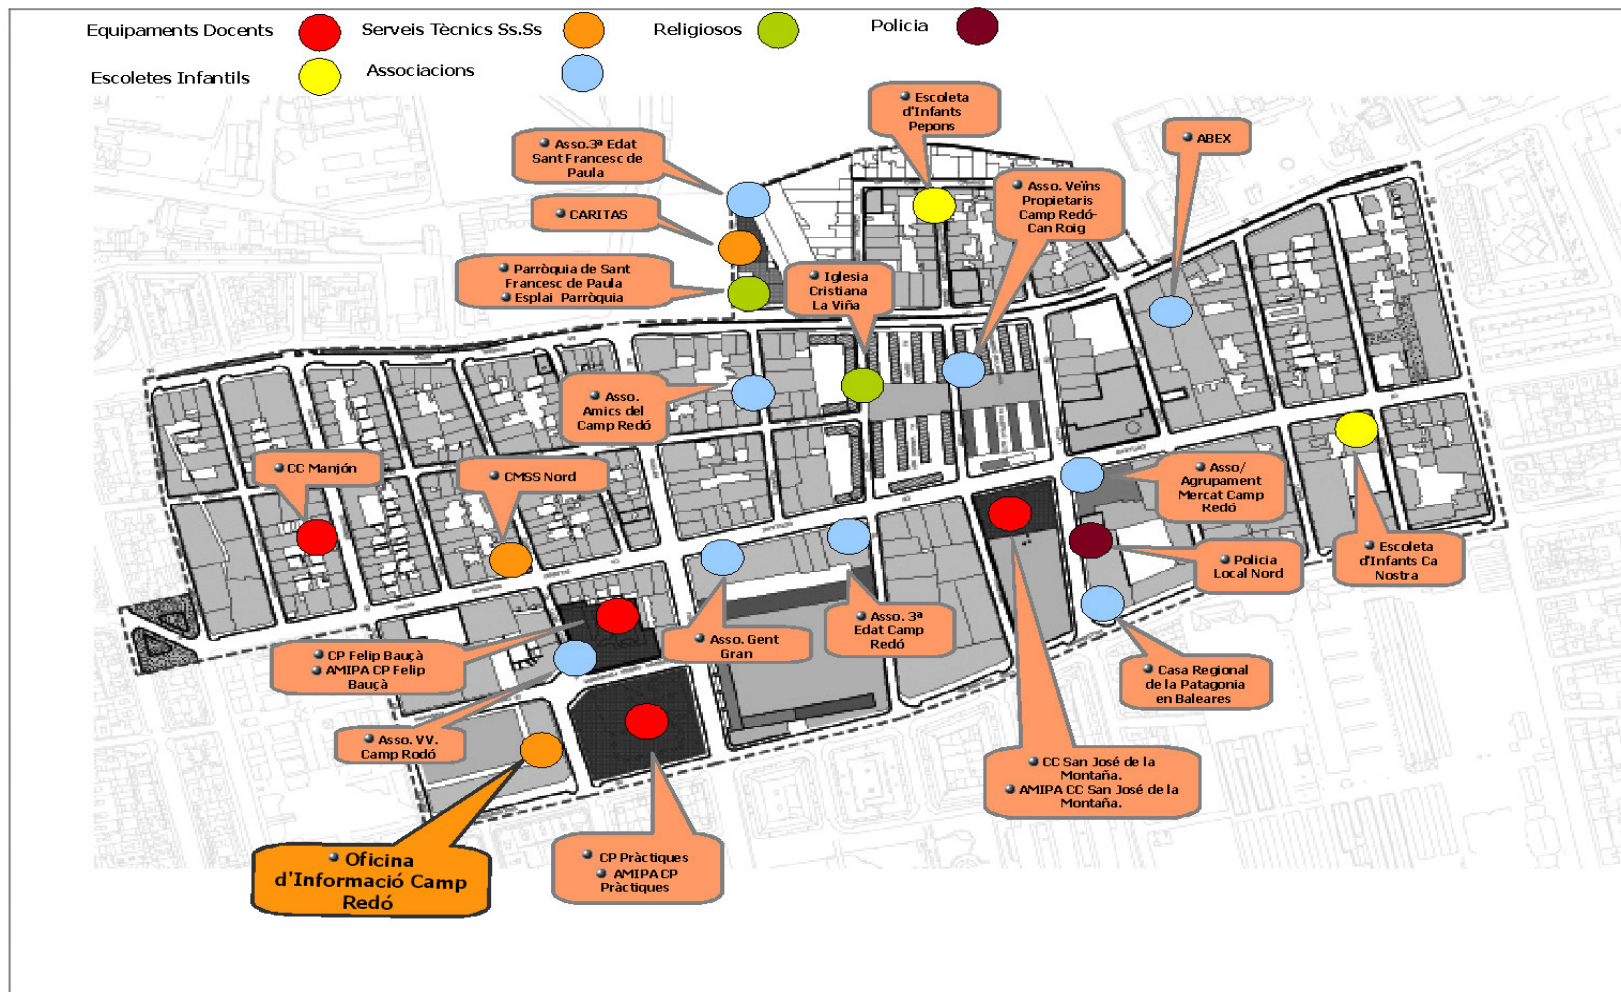 Equipaments Docents
Serveis Tècnics Ss.Ss
Religiosos
Policia
Escoletes Infantils
Associacions
Escoleta
d'Infants
Pepons
ABEX
Asso.3ª Edat
Sant Francesc de
Paula
Asso. Veïns
Propietaris
Camp Redó-
Can Roig
CARITAS
Parròquia de Sant
Francesc de Paula
Esplai Parròquia
Iglesia
Cristiana
La Viña
Asso.
Amics del
Camp Redó
CC Manjón
CMSS Nord
Asso/
Agrupament
Mercat Camp
Redó
Escoleta
d'Infants Ca
Nostra
Policia
Local Nord
Asso. 3ª
Edat Camp
Redó
Asso. Gent
Gran
CP Felip Bauçà
AMIPA CP Felip
Bauçà
Casa Regional
de la Patagonia
en Baleares
Asso. VV.
Camp Rodó
CC San José de la
Montaña.
AMIPA CC San José de la
Montaña.
Oficina
d'Informació Camp
Redó
CP Pràctiques
AMIPA CP
Pràctiques